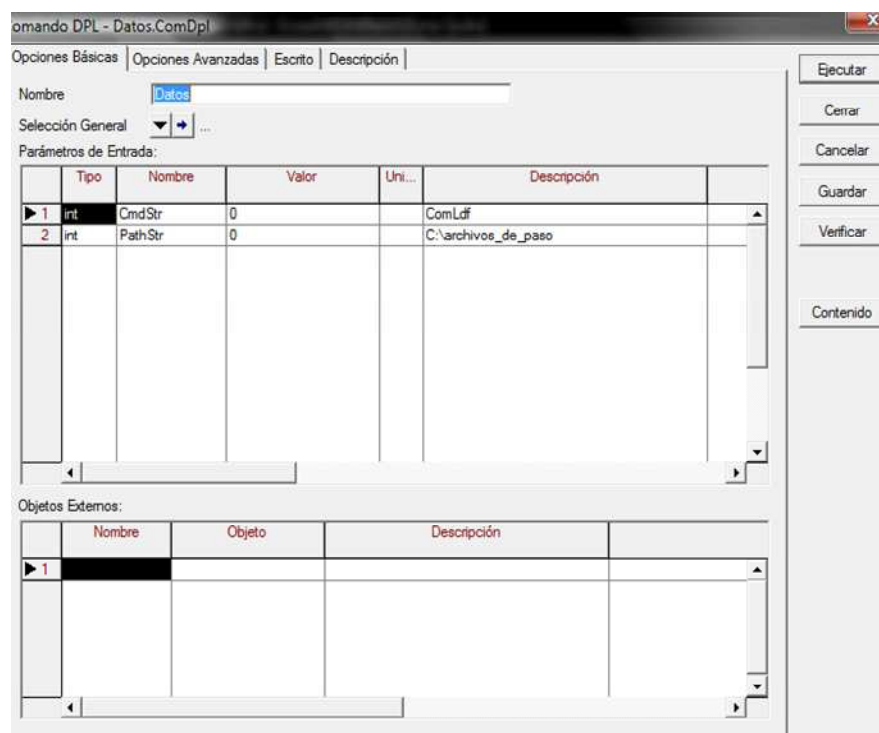 omando DPL - Datos.ComDpl
Opciones Básicas Opciones Avanzadas Escrito Descripción
Ejecutar
Nombre Datos
Cerrar
Selección General ...
Parámetros de Entrada:
Cancelar
Tipo Nombre Valor Uni... Descripción
Guardar
1 int CmdStr 0 ComLdf
2 int PathStr 0 C:\archivos_de_paso
Verificar
Contenido
Objetos Externos:
Nombre Objeto Descripción
1